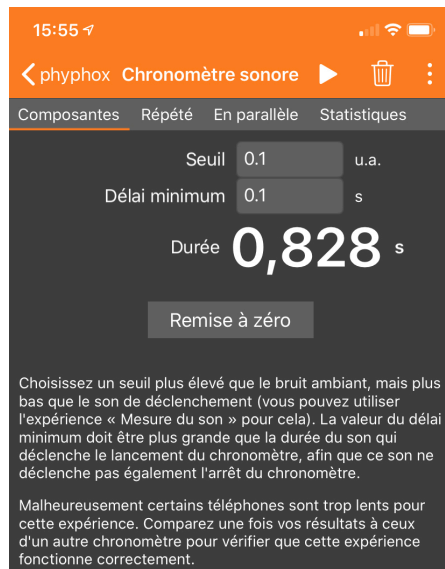 15:55
phyphox Chronomètre sonore
Composantes Répété En parallèle Statistiques
Seuil 0.1 u.a.
Délai minimum 0.1 s
Durée 0,828 s
Remise à zéro
Choisissez un seuil plus élevé que le bruit ambiant, mais plus
bas que le son de déclenchement (vous pouvez utiliser
l'expérience « Mesure du son » pour cela). La valeur du délai
minimum doit être plus grande que la durée du son qui
déclenche le lancement du chronomètre, afin que ce son ne
déclenche pas également l'arrêt du chronomètre.
Malheureusement certains téléphones sont trop lents pour
cette expérience. Comparez une fois vos résultats à ceux
d'un autre chronomètre pour vérifier que cette expérience
fonctionne correctement.